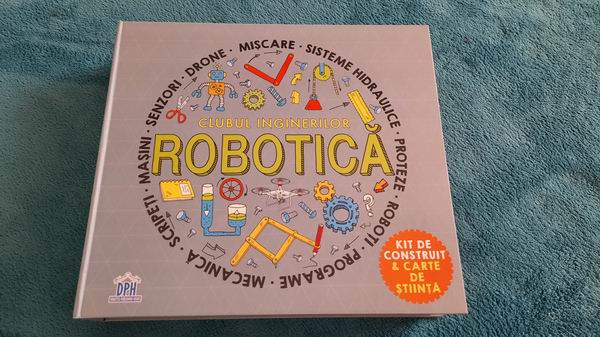 MIȘCARE · SISTEME HIDRAULICE · PROTEZE · ROBOȚI · PROGRAME · MECANICĂ · SCRIPEȚI · MAȘINI · SENZORI · DRONE ·
CLUBUL INGINERILOR
ROBOTICĂ
KIT DE
CONSTRUIT
& CARTE
DE
ȘTIINȚĂ
DPH